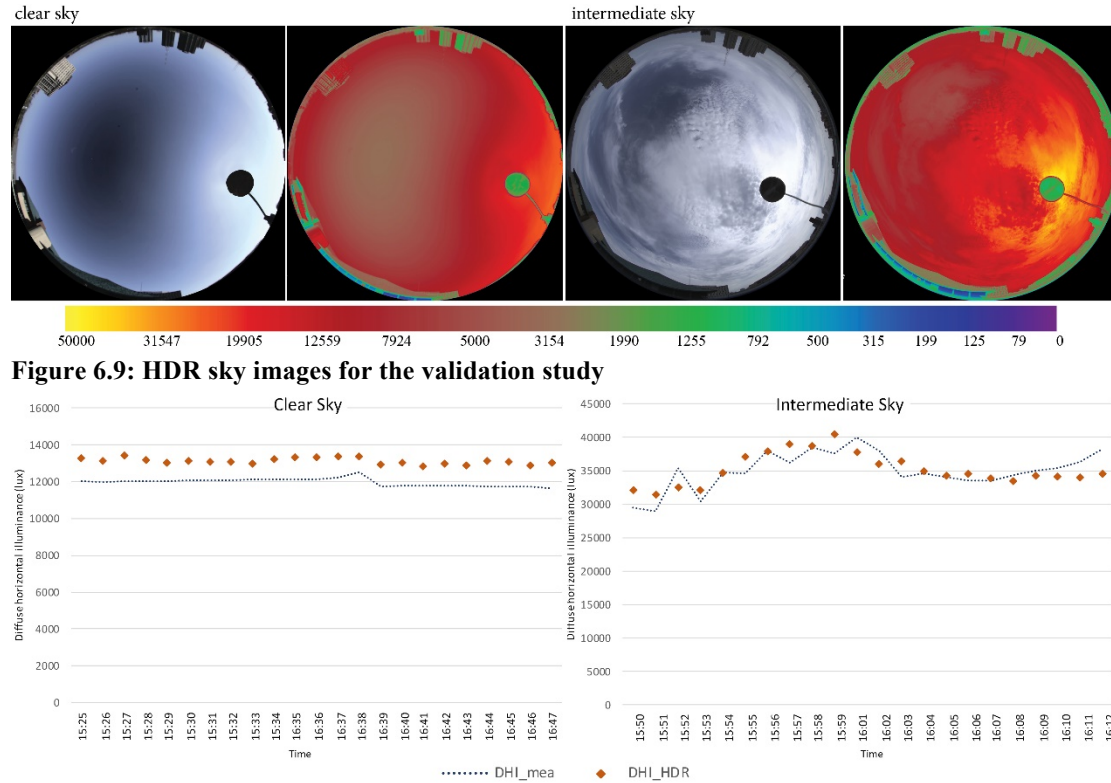 clear sky intermediate sky
50000 31547 19905 12559 7924 5000 3154 1990 1255 792 500 315 199 125 79 0
Figure 6.9: HDR sky images for the validation study
Clear Sky
16000
14000
12000
10000
8000
6000
4000
2000
0
Diffuse horizontal illuminance (lux)
15:25 15:26 15:27 15:28 15:29 15:30 15:31 15:32 15:33 15:34 15:35 16:36 16:37 16:38 16:39 16:40 16:41 16:42 16:43 16:44 16:45 16:46 16:47
Time
Intermediate Sky
45000
40000
35000
30000
25000
20000
15000
10000
5000
0
Diffuse horizontal illuminance (lux)
15:50 15:51 15:52 15:53 15:54 15:55 15:56 15:57 15:58 15:59 16:01 16:02 16:03 16:04 16:05 16:06 16:07 16:08 16:09 16:10 16:11
Time
DHI_mea DHI_HDR